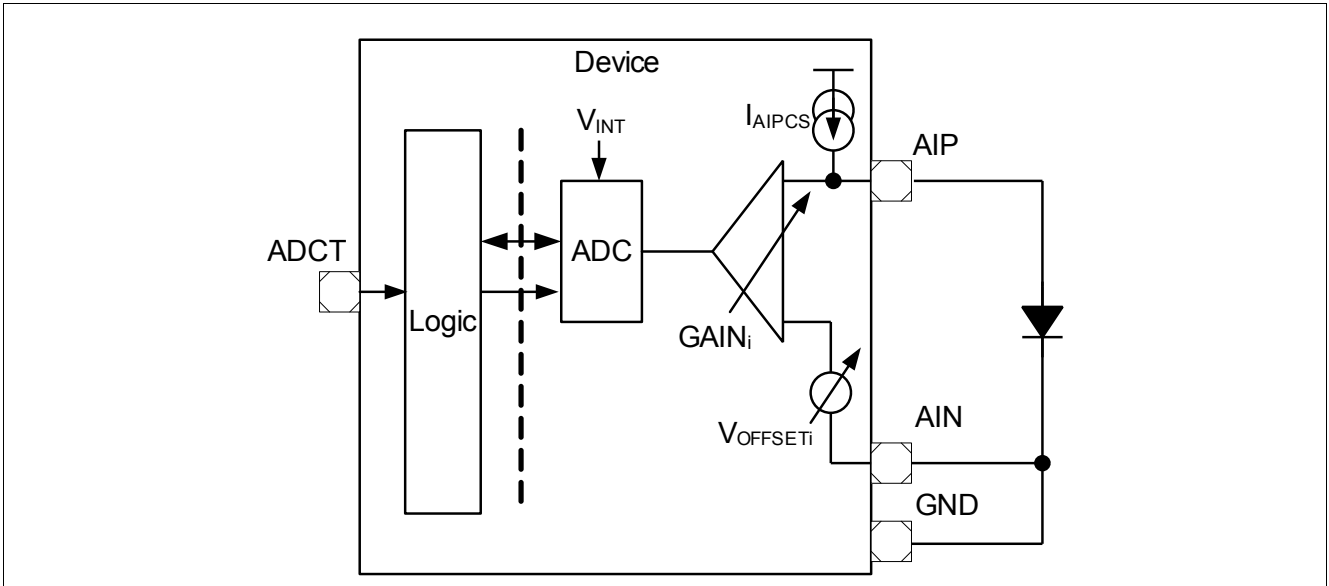 Device
V_INT
I_AIPCS
AIP
ADCT
ADC
Logic
GAIN_i
V_OFFSETi
AIN
GND